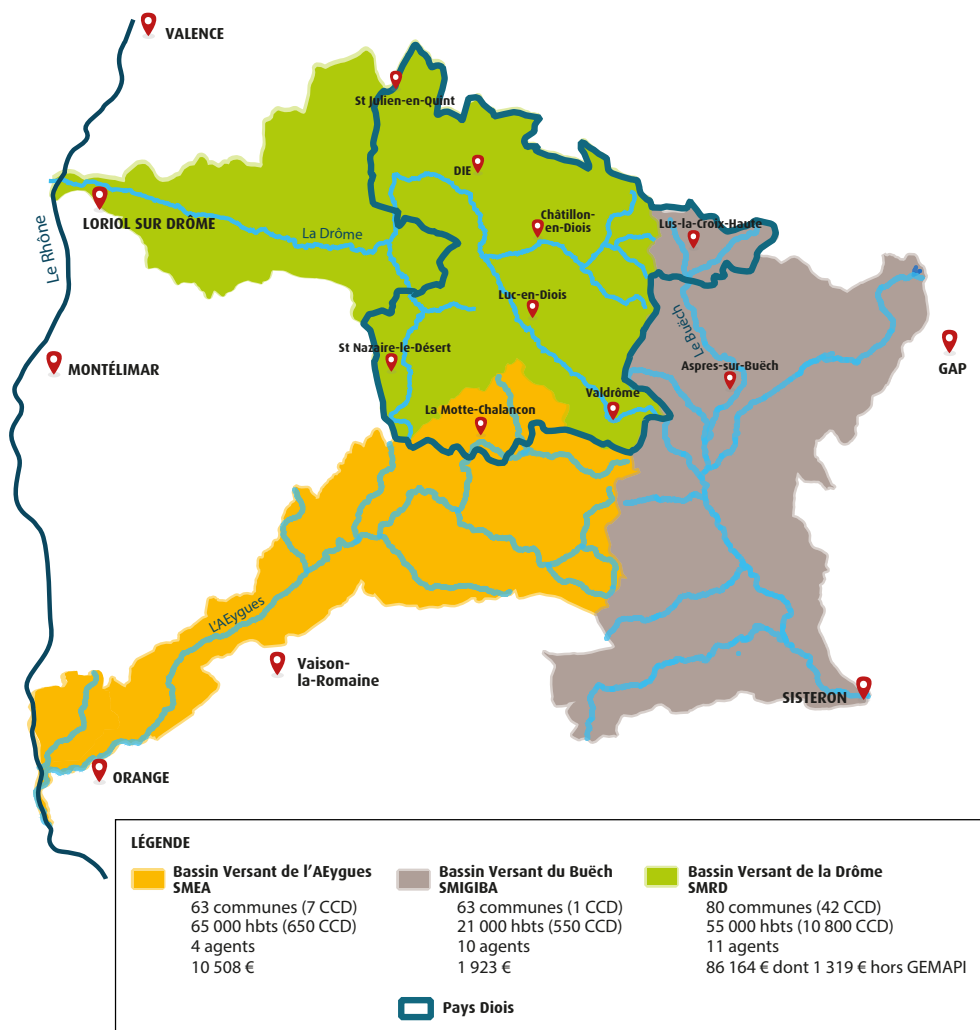 VALENCE
St Julien-en-Quint
DIE
LORIOL SUR DRÔME
La Drôme
Châtillon-
en-Diois
Lus-la-Croix-Haute
Le Rhône
Luc-en-Diois
Le Buëch
MONTÉLIMAR
St Nazaire-le-Désert
Aspres-sur-Buëch
GAP
La Motte-Chalancon
Valdrôme
L'AEygues
Vaison-
la-Romaine
SISTERON
ORANGE
LÉGENDE
Bassin Versant de l'AEygues
SMEA
63 communes (7 CCD)
65 000 hbts (650 CCD)
4 agents
10 508 €
Bassin Versant du Buëch
SMIGIBA
63 communes (1 CCD)
21 000 hbts (550 CCD)
10 agents
1 923 €
Bassin Versant de la Drôme
SMRD
80 communes (42 CCD)
55 000 hbts (10 800 CCD)
11 agents
86 164 € dont 1 319 € hors GEMAPI
Pays Diois